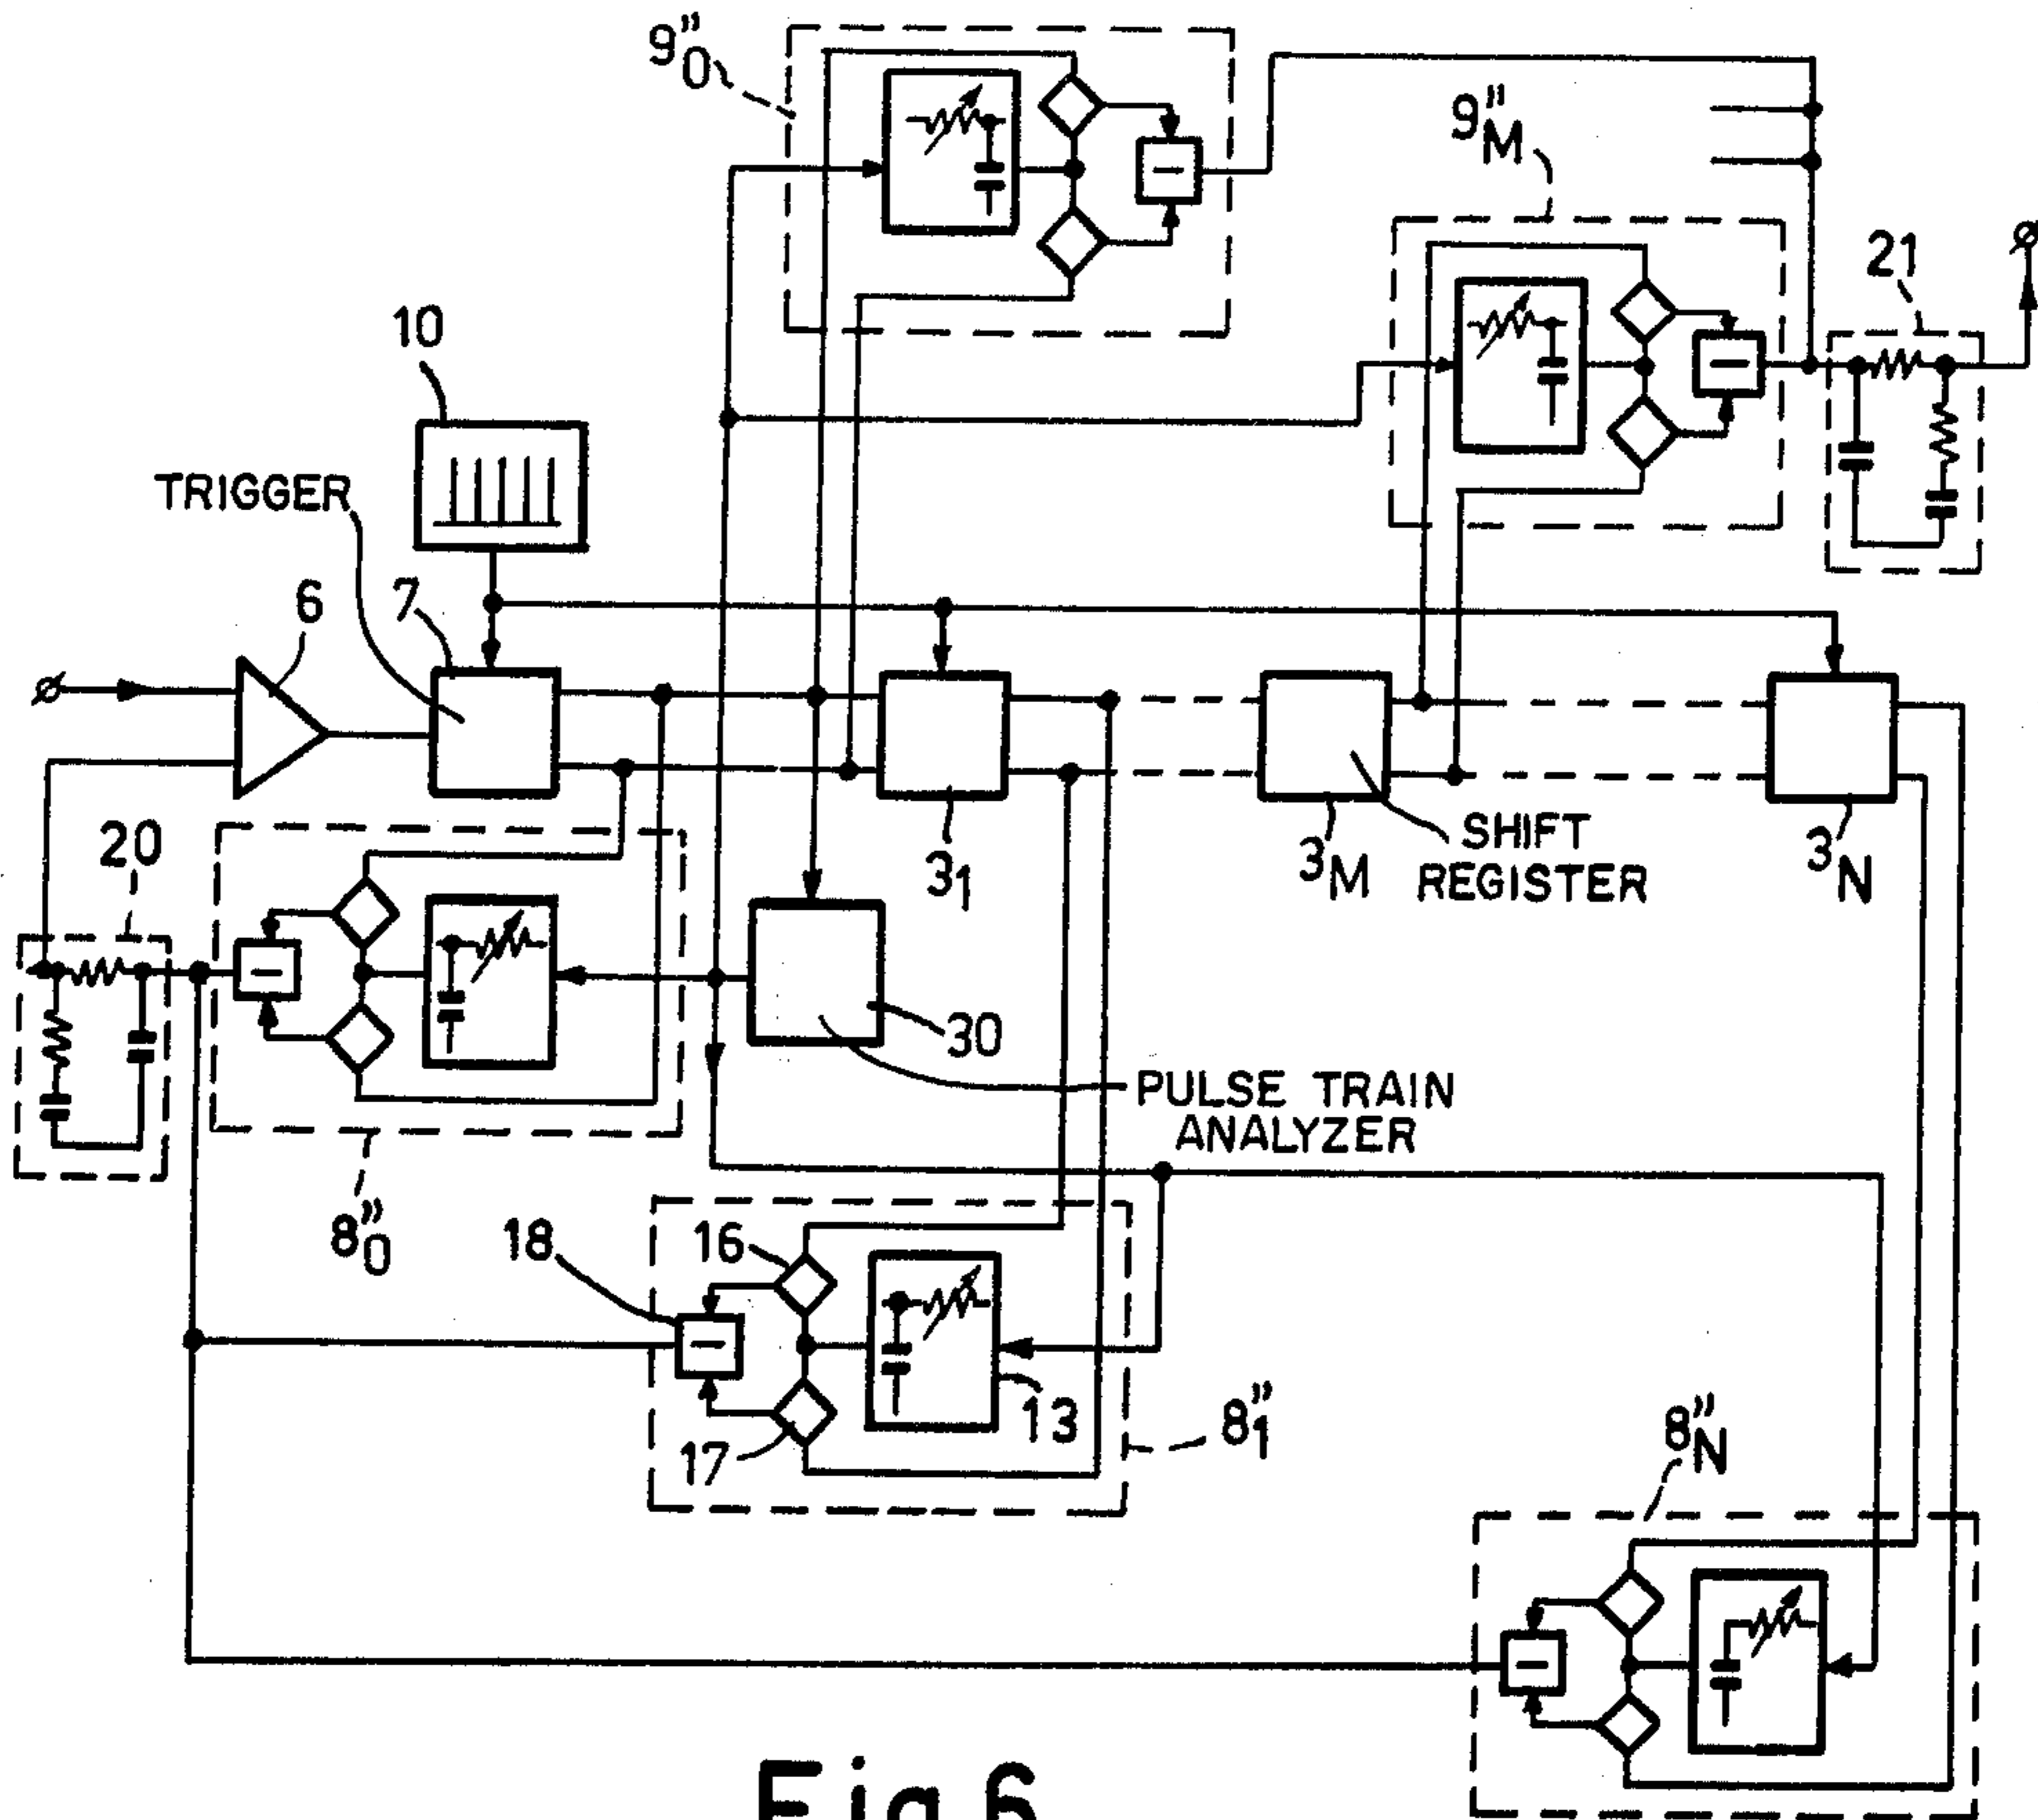 9"0
9"M
21
10
TRIGGER
6
7
20
31
3M
SHIFT
REGISTER
3N
30
PULSE TRAIN
ANALYZER
8"0
18
16
13
17
8"1
8"N
Fig.6